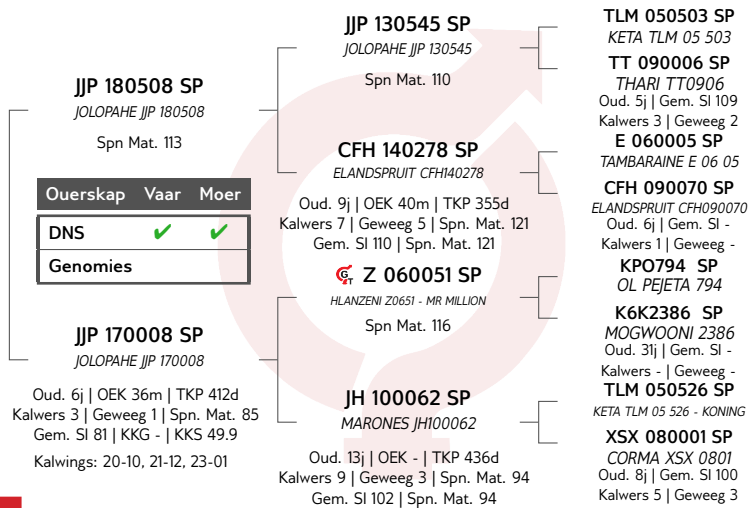 JJP 180508 SP
JOLOPAHE JJP 180508
Spn Mat. 113
Ouerskap Vaar Moer
DNS ✔ ✔
Genomies
JJP 170008 SP
JOLOPAHE JJP 170008
Oud. 6j | OEK 36m | TKP 412d
Kalwers 3 | Geweeg 1 | Spn. Mat. 85
Gem. SI 81 | KKG - | KKS 49.9
Kalwings: 20-10, 21-12, 23-01
JJP 130545 SP
JOLOPAHE JJP 130545
Spn Mat. 110
CFH 140278 SP
ELANDSPRUIT CFH140278
Oud. 9j | OEK 40m | TKP 355d
Kalwers 7 | Geweeg 5 | Spn. Mat. 121
Gem. SI 110 | Spn. Mat. 121
GT Z 060051 SP
HLANZENI Z0651 - MR MILLION
Spn Mat. 116
JH 100062 SP
MARONES JH100062
Oud. 13j | OEK - | TKP 436d
Kalwers 9 | Geweeg 3 | Spn. Mat. 94
Gem. SI 102 | Spn. Mat. 94
TLM 050503 SP
KETA TLM 05 503
TT 090006 SP
THARI TT0906
Oud. 5j | Gem. SI 109
Kalwers 3 | Geweeg 2
E 060005 SP
TAMBARAINE E 06 05
CFH 090070 SP
ELANDSPRUIT CFH090070
Oud. 6j | Gem. SI -
Kalwers 1 | Geweeg -
KPO794 SP
OL PEJETA 794
K6K2386 SP
MOGWOONI 2386
Oud. 31j | Gem. SI -
Kalwers - | Geweeg -
TLM 050526 SP
KETA TLM 05 526 - KONING
XSX 080001 SP
CORMA XSX 0801
Oud. 8j | Gem. SI 100
Kalwers 5 | Geweeg 3